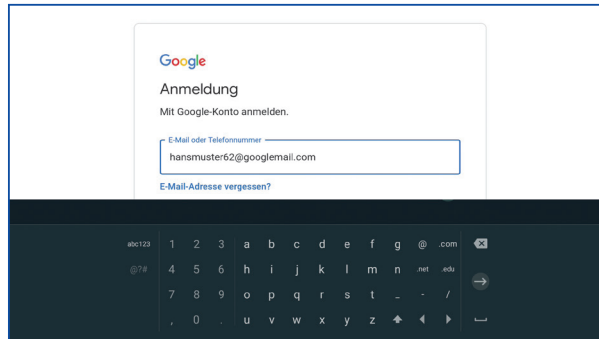 Google
Anmeldung
Mit Google-Konto anmelden.
E-Mail oder Telefonnummer
hansmuster62@googlemail.com
E-Mail-Adresse vergessen?
abc123 1 2 3 a b c d e f g @ .com
@?# 4 5 6 h i j k l m n .net .edu
7 8 9 o p q r s t _ - /
, 0 . u v w x y z